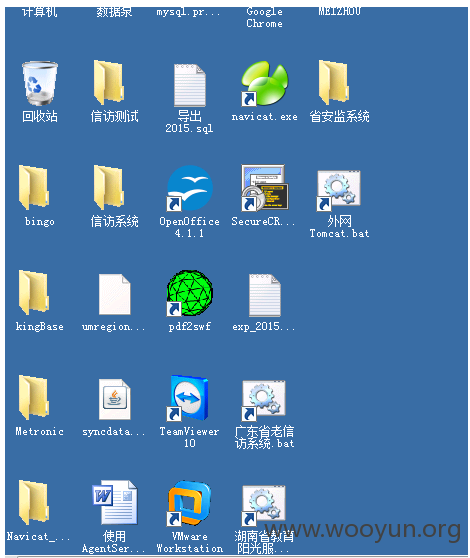 计算机 数据泵 mysql.pr... Google Chrome MEIZHOU
回收站 信访测试 导出 2015.sql navicat.exe 省安监系统
bingo 信访系统 OpenOffice 4.1.1 SecureCR... 外网 Tomcat.bat
kingBase umregion... pdf2swf exp_2015...
Metronic syncdata... TeamViewer 10 广东省老信访系统.bat
Navicat_... 使用 AgentSer... VMware Workstation 湖南省教育阳光服...
www.wooyun.org